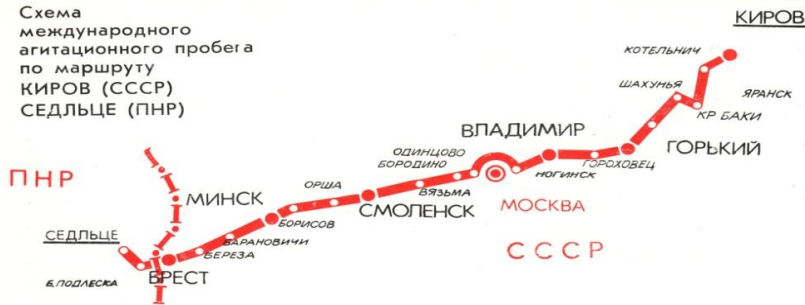 Схема
международного
агитационного пробега
по маршруту
КИРОВ (СССР)
СЕДЛЬЦЕ (ПНР)
КИРОВ
КОТЕЛЬНИЧ
ШАХУНЬЯ
ЯРАНСК
КР БАКИ
ВЛАДИМИР
ГОРЬКИЙ
ОДИНЦОВО
БОРОДИНО
ГОРОХОВЕЦ
НОГИНСК
ПНР
МИНСК
ОРША
ВЯЗЬМА
СМОЛЕНСК
МОСКВА
БОРИСОВ
СЕДЛЬЦЕ
БАРАНОВИЧИ
БЕРЕЗА
СССР
БРЕСТ
Б.ПОДЛЕСКА